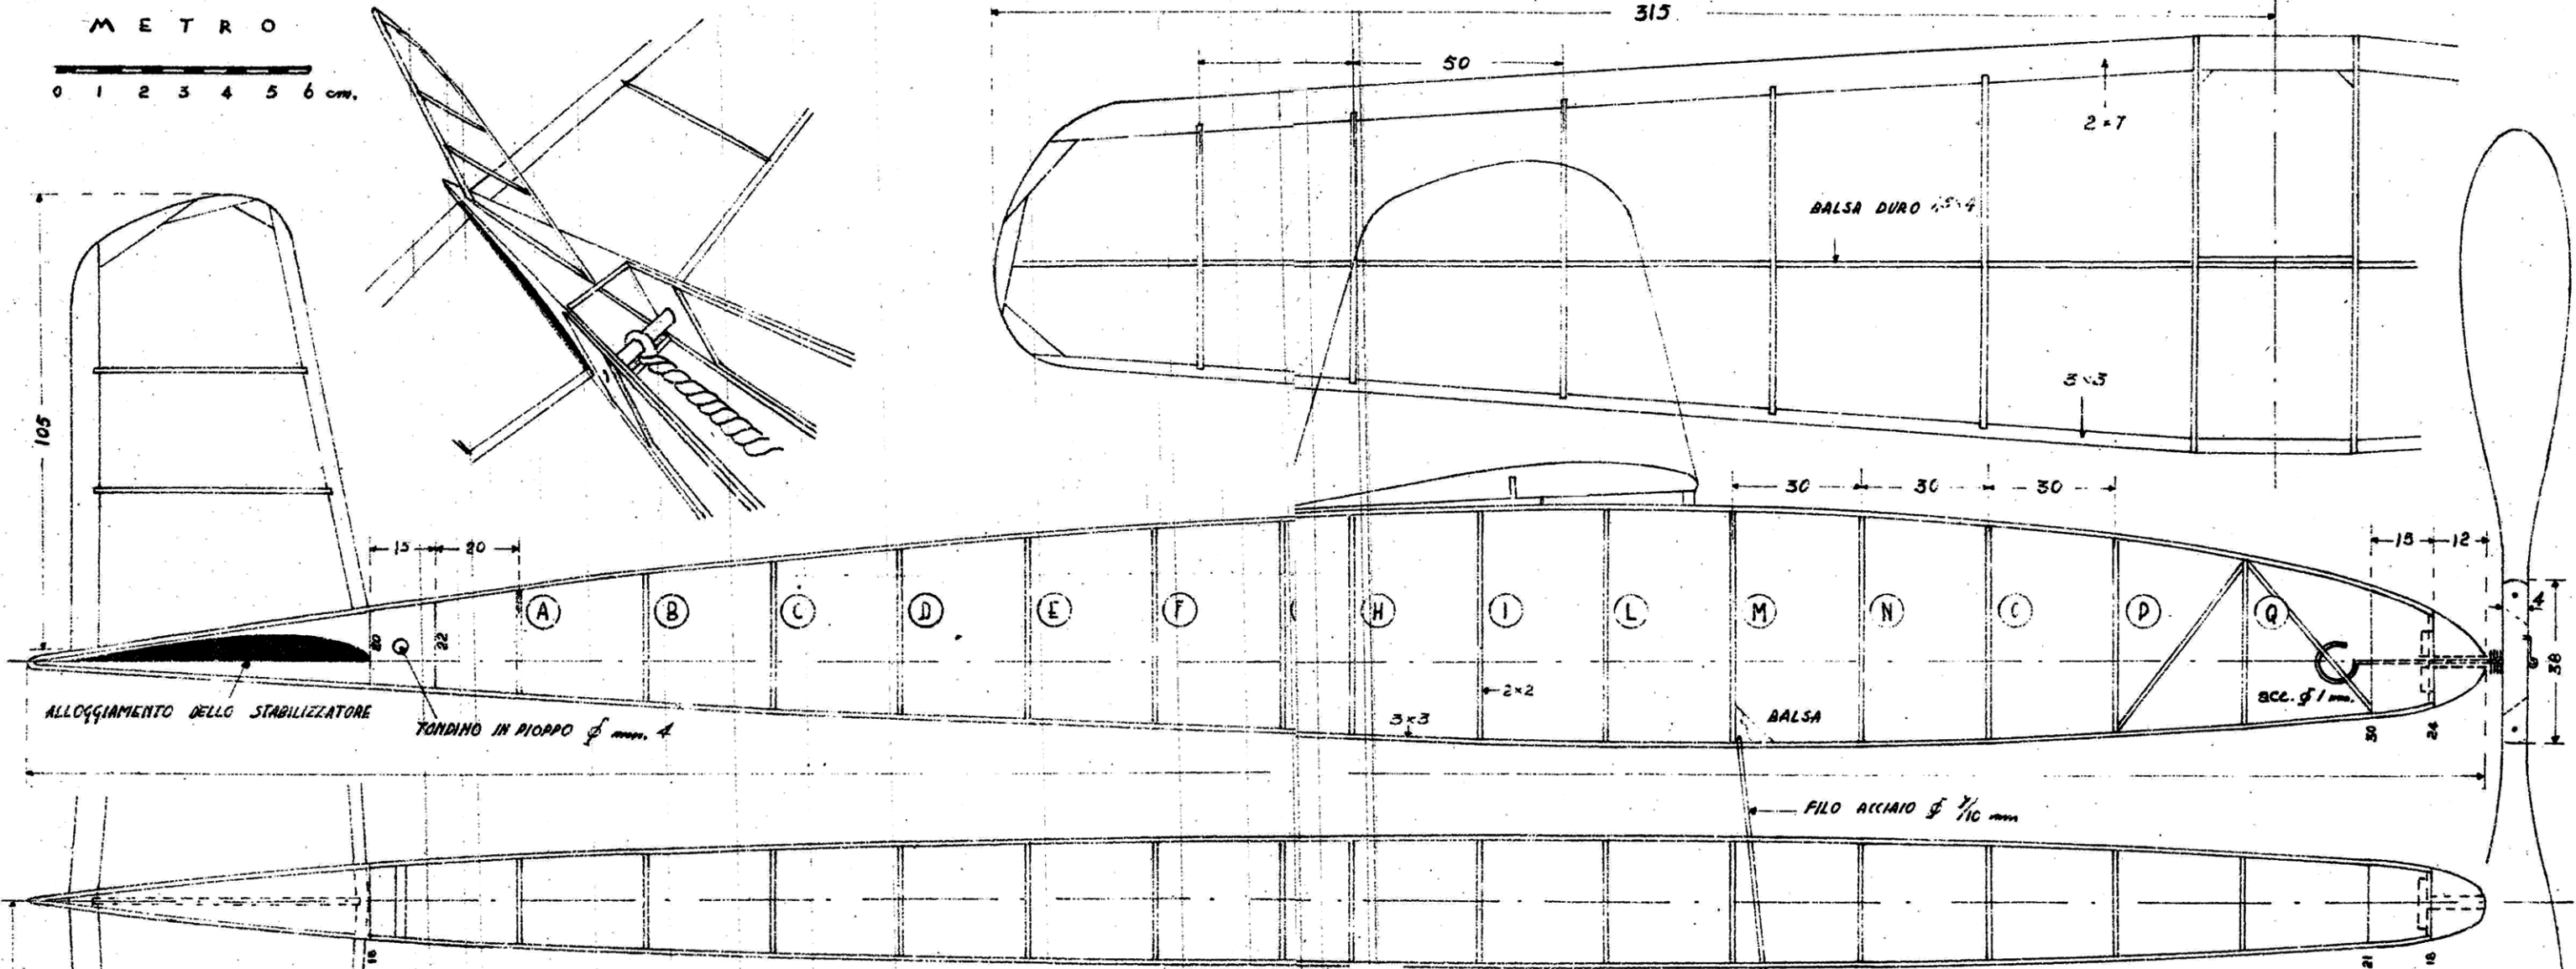 METRO
0 1 2 3 4 5 6 cm.
315
50
2×7
BALSA DURO
3×3
105
30 30 30
15 20
15 12
20
22
A B C D E F H I L M N C P Q
4
38
2×2
3×3
BALSA
acc. ϕ 1 mm.
30
24
ALLOGGIAMENTO DELLO STABILIZZATORE
TONDINO IN PIOPPO ϕ mm. 4
FILO ACCIAIO ϕ 7/10 mm
16
21
18